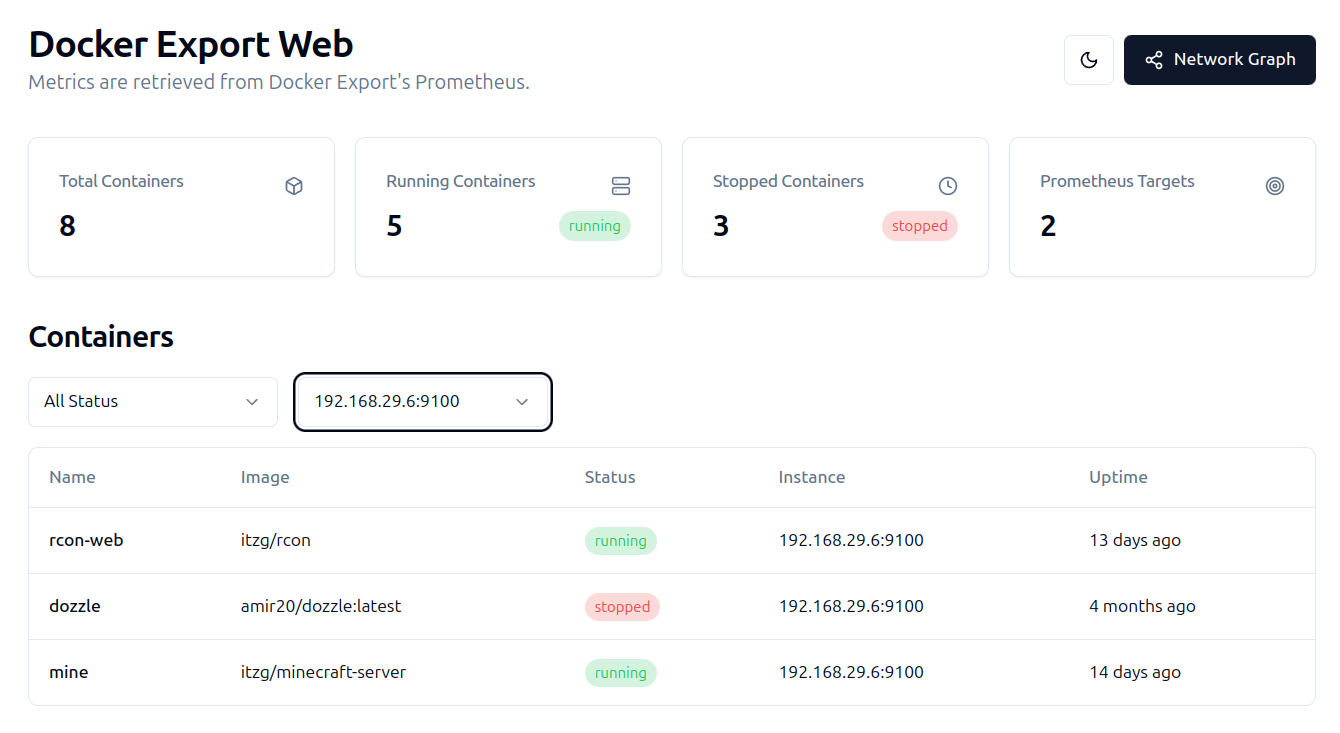 Docker Export Web
Metrics are retrieved from Docker Export's Prometheus.
Network Graph
Total Containers
8
Running Containers
5
running
Stopped Containers
3
stopped
Prometheus Targets
2
Containers
All Status
192.168.29.6:9100
Name Image Status Instance Uptime
rcon-web itzg/rcon running 192.168.29.6:9100 13 days ago
dozzle amir20/dozzle:latest stopped 192.168.29.6:9100 4 months ago
mine itzg/minecraft-server running 192.168.29.6:9100 14 days ago